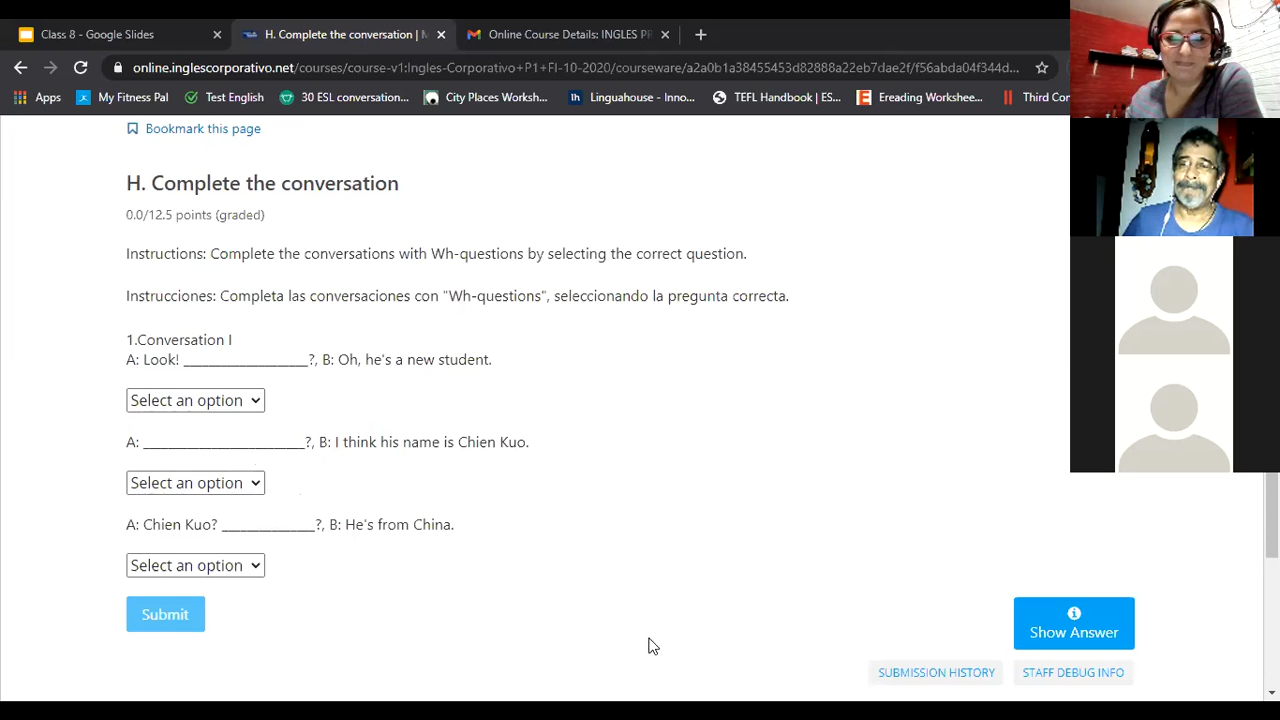 Class 8 - Google Slides
H. Complete the conversation | M
Online Course Details: INGLES PR
online.inglescorporativo.net/courses/course-v1:Ingles-Corporativo
courseware/a2a0b1a38455453d82888a22eb7dae2f/f56abda04f344d...
Apps
My Fitness Pal
Test English
30 ESL conversation...
City Places Worksh...
Linguahouse - Inno...
TEFL Handbook | ES...
Ereading Workshee...
Third Con
Bookmark this page
H. Complete the conversation
0.0/12.5 points (graded)
Instructions: Complete the conversations with Wh-questions by selecting the correct question.
Instrucciones: Completa las conversaciones con "Wh-questions", seleccionando la pregunta correcta.
1.Conversation I
A: Look! ____________________?, B: Oh, he's a new student.
Select an option
A: __________________________?, B: I think his name is Chien Kuo.
Select an option
A: Chien Kuo? _______________?, B: He's from China.
Select an option
Submit
Show Answer
SUBMISSION HISTORY
STAFF DEBUG INFO